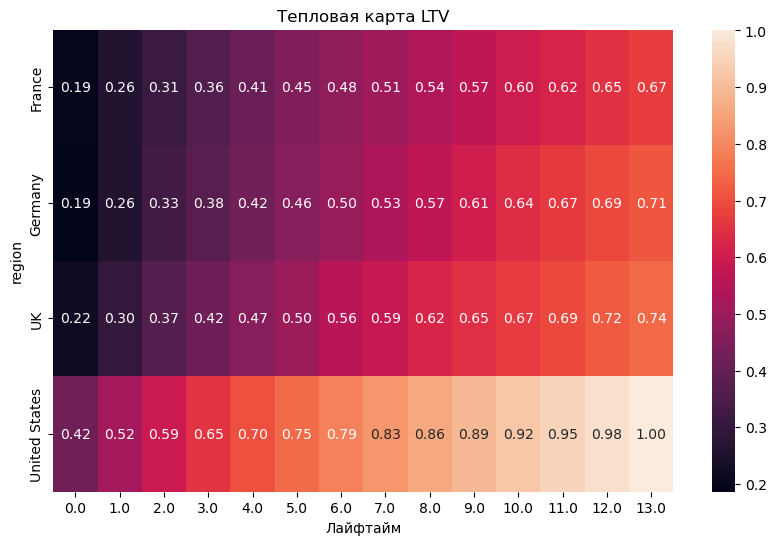 Тепловая карта LTV
region
France
0.19 0.26 0.31 0.36 0.41 0.45 0.48 0.51 0.54 0.57 0.60 0.62 0.65 0.67
Germany
0.19 0.26 0.33 0.38 0.42 0.46 0.50 0.53 0.57 0.61 0.64 0.67 0.69 0.71
UK
0.22 0.30 0.37 0.42 0.47 0.50 0.56 0.59 0.62 0.65 0.67 0.69 0.72 0.74
United States
0.42 0.52 0.59 0.65 0.70 0.75 0.79 0.83 0.86 0.89 0.92 0.95 0.98 1.00
0.0 1.0 2.0 3.0 4.0 5.0 6.0 7.0 8.0 9.0 10.0 11.0 12.0 13.0
Лайфтайм
1.0
0.9
0.8
0.7
0.6
0.5
0.4
0.3
0.2